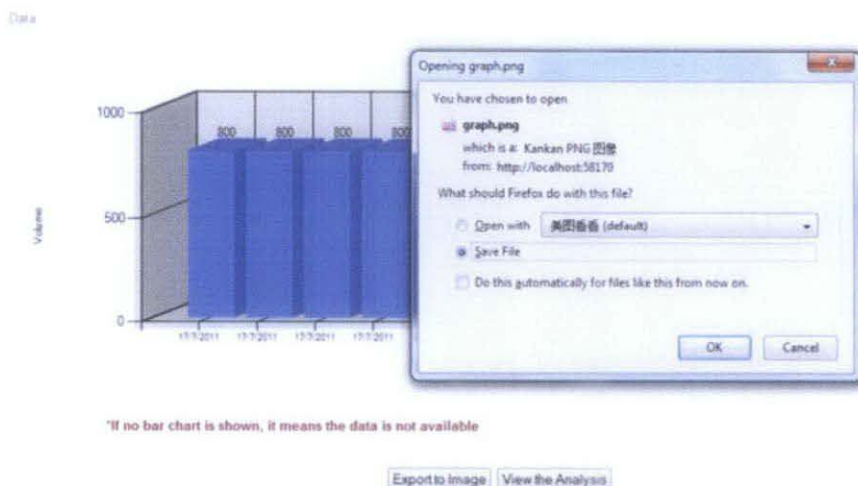 Data
Opening graph.png
You have chosen to open
graph.png
which is a: Kankan PNG 图像
from: http://localhost:58170
What should Firefox do with this file?
Open with 美图看看 (default)
Save File
Do this automatically for files like this from now on.
OK Cancel
1000
800 800 800 800
500
0
Volume
17/7/2011 17/7/2011 17/7/2011 17/7/2011
*If no bar chart is shown, it means the data is not available
Export to Image View the Analysis